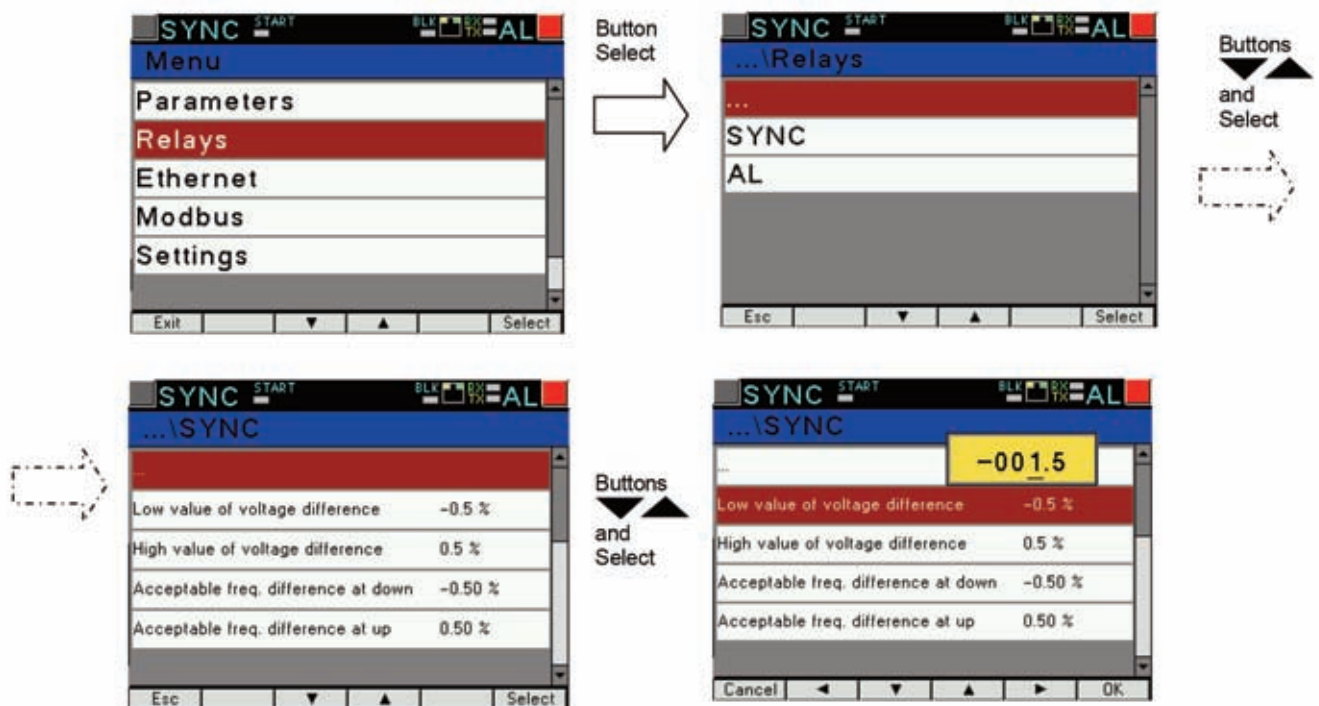 SYNC START BLK RX TX AL
Menu
Parameters
Relays
Ethernet
Modbus
Settings
Exit ▼ ▲ Select
Button
Select
SYNC START BLK RX TX AL
...\Relays
...
SYNC
AL
Esc ▼ ▲ Select
Buttons
▼▲
and
Select
SYNC START BLK RX TX AL
...\SYNC
...
Low value of voltage difference -0.5 %
High value of voltage difference 0.5 %
Acceptable freq. difference at down -0.50 %
Acceptable freq. difference at up 0.50 %
Esc ▼ ▲ Select
Buttons
▼▲
and
Select
SYNC START BLK RX TX AL
...\SYNC
-001.5
...
Low value of voltage difference -0.5 %
High value of voltage difference 0.5 %
Acceptable freq. difference at down -0.50 %
Acceptable freq. difference at up 0.50 %
Cancel ◄ ▼ ▲ ► OK